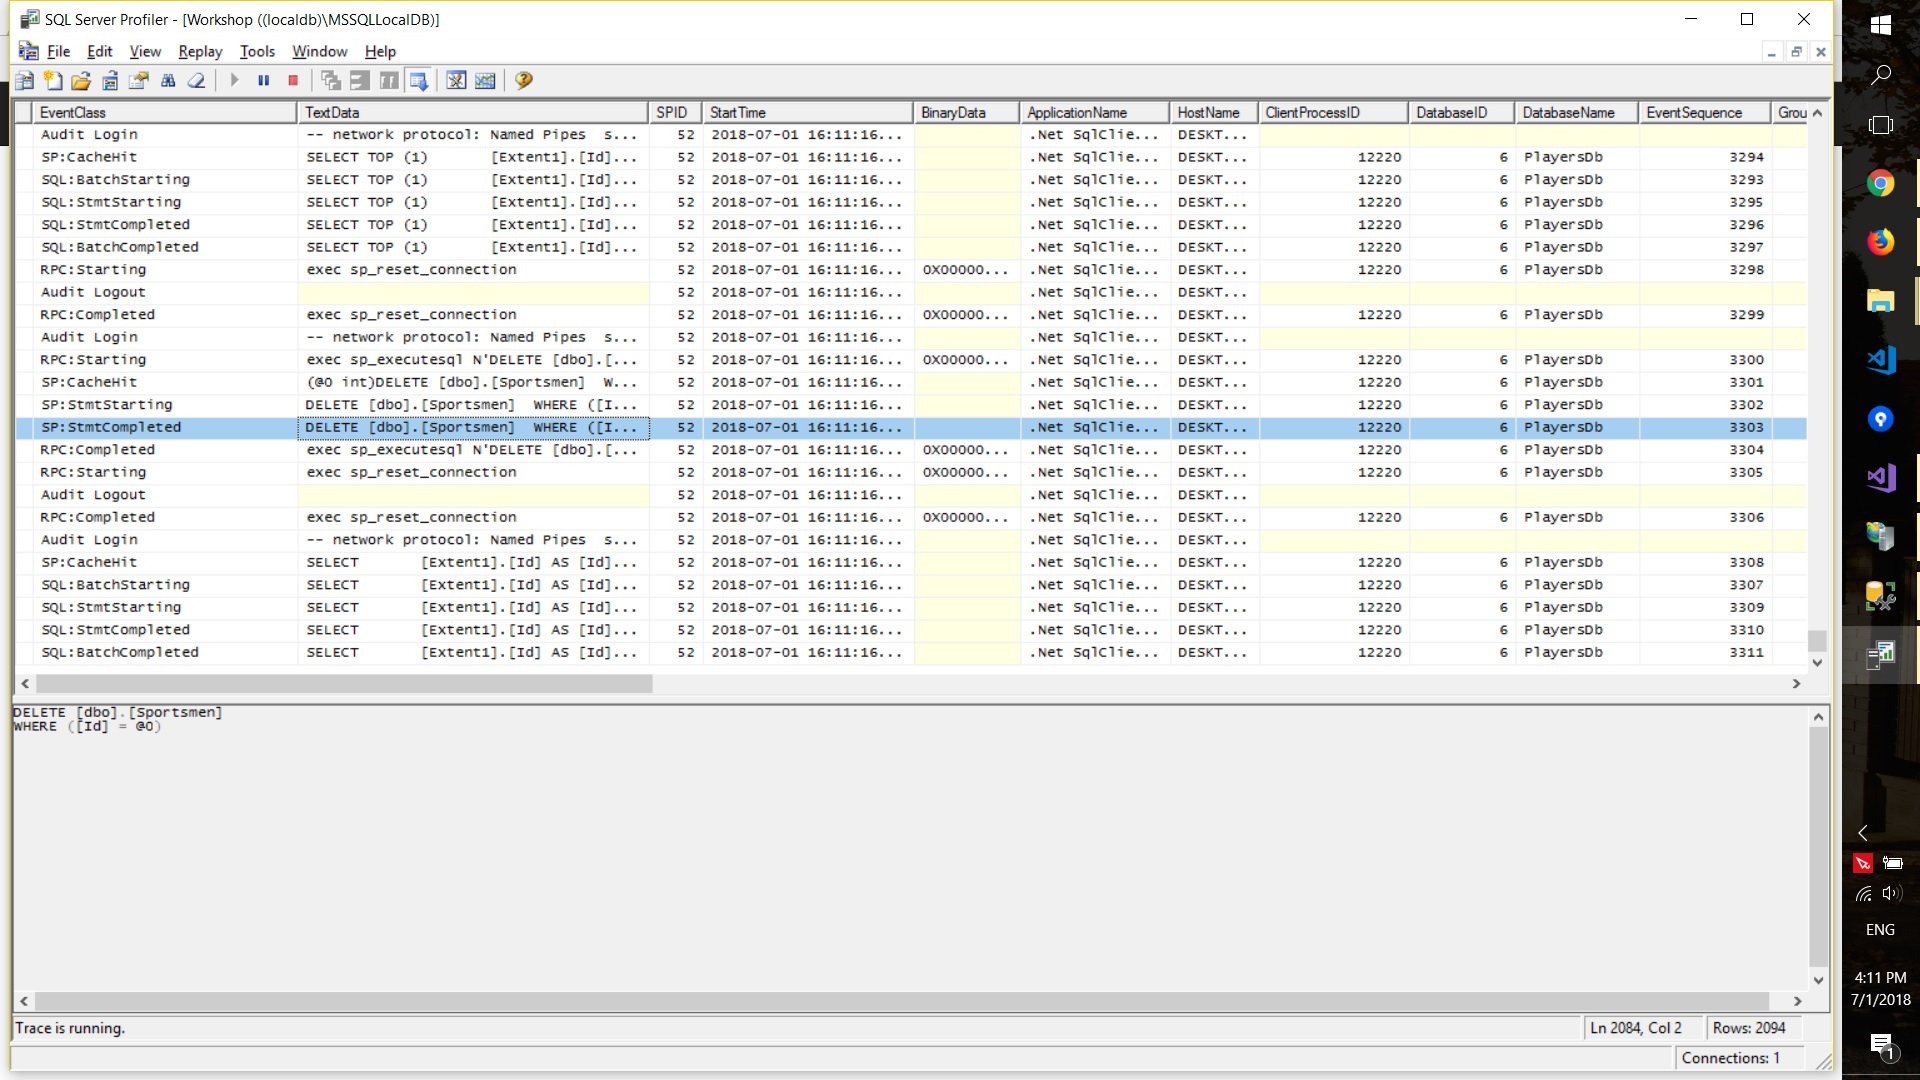 SQL Server Profiler - [Workshop ((localdb)\MSSQLLocalDB)]
File Edit View Replay Tools Window Help
EventClass TextData SPID StartTime BinaryData ApplicationName HostName ClientProcessID DatabaseID DatabaseName EventSequence Grou
Audit Login -- network protocol: Named Pipes s... 52 2018-07-01 16:11:16... .Net SqlClie... DESKT...
SP:CacheHit SELECT TOP (1) [Extent1].[Id]... 52 2018-07-01 16:11:16... .Net SqlClie... DESKT... 12220 6 PlayersDb 3294
SQL:BatchStarting SELECT TOP (1) [Extent1].[Id]... 52 2018-07-01 16:11:16... .Net SqlClie... DESKT... 12220 6 PlayersDb 3293
SQL:StmtStarting SELECT TOP (1) [Extent1].[Id]... 52 2018-07-01 16:11:16... .Net SqlClie... DESKT... 12220 6 PlayersDb 3295
SQL:StmtCompleted SELECT TOP (1) [Extent1].[Id]... 52 2018-07-01 16:11:16... .Net SqlClie... DESKT... 12220 6 PlayersDb 3296
SQL:BatchCompleted SELECT TOP (1) [Extent1].[Id]... 52 2018-07-01 16:11:16... .Net SqlClie... DESKT... 12220 6 PlayersDb 3297
RPC:Starting exec sp_reset_connection 52 2018-07-01 16:11:16... 0X00000... .Net SqlClie... DESKT... 12220 6 PlayersDb 3298
Audit Logout 52 2018-07-01 16:11:16... .Net SqlClie... DESKT...
RPC:Completed exec sp_reset_connection 52 2018-07-01 16:11:16... 0X00000... .Net SqlClie... DESKT... 12220 6 PlayersDb 3299
Audit Login -- network protocol: Named Pipes s... 52 2018-07-01 16:11:16... .Net SqlClie... DESKT...
RPC:Starting exec sp_executesql N'DELETE [dbo].[... 52 2018-07-01 16:11:16... 0X00000... .Net SqlClie... DESKT... 12220 6 PlayersDb 3300
SP:CacheHit (@0 int)DELETE [dbo].[Sportsmen] W... 52 2018-07-01 16:11:16... .Net SqlClie... DESKT... 12220 6 PlayersDb 3301
SP:StmtStarting DELETE [dbo].[Sportsmen] WHERE ([I... 52 2018-07-01 16:11:16... .Net SqlClie... DESKT... 12220 6 PlayersDb 3302
SP:StmtCompleted DELETE [dbo].[Sportsmen] WHERE ([I... 52 2018-07-01 16:11:16... .Net SqlClie... DESKT... 12220 6 PlayersDb 3303
RPC:Completed exec sp_executesql N'DELETE [dbo].[... 52 2018-07-01 16:11:16... 0X00000... .Net SqlClie... DESKT... 12220 6 PlayersDb 3304
RPC:Starting exec sp_reset_connection 52 2018-07-01 16:11:16... 0X00000... .Net SqlClie... DESKT... 12220 6 PlayersDb 3305
Audit Logout 52 2018-07-01 16:11:16... .Net SqlClie... DESKT...
RPC:Completed exec sp_reset_connection 52 2018-07-01 16:11:16... 0X00000... .Net SqlClie... DESKT... 12220 6 PlayersDb 3306
Audit Login -- network protocol: Named Pipes s... 52 2018-07-01 16:11:16... .Net SqlClie... DESKT...
SP:CacheHit SELECT [Extent1].[Id] AS [Id]... 52 2018-07-01 16:11:16... .Net SqlClie... DESKT... 12220 6 PlayersDb 3308
SQL:BatchStarting SELECT [Extent1].[Id] AS [Id]... 52 2018-07-01 16:11:16... .Net SqlClie... DESKT... 12220 6 PlayersDb 3307
SQL:StmtStarting SELECT [Extent1].[Id] AS [Id]... 52 2018-07-01 16:11:16... .Net SqlClie... DESKT... 12220 6 PlayersDb 3309
SQL:StmtCompleted SELECT [Extent1].[Id] AS [Id]... 52 2018-07-01 16:11:16... .Net SqlClie... DESKT... 12220 6 PlayersDb 3310
SQL:BatchCompleted SELECT [Extent1].[Id] AS [Id]... 52 2018-07-01 16:11:16... .Net SqlClie... DESKT... 12220 6 PlayersDb 3311
DELETE [dbo].[Sportsmen]
WHERE ([Id] = @0)
Trace is running. Ln 2084, Col 2 Rows: 2094
Connections: 1
ENG
4:11 PM
7/1/2018
1